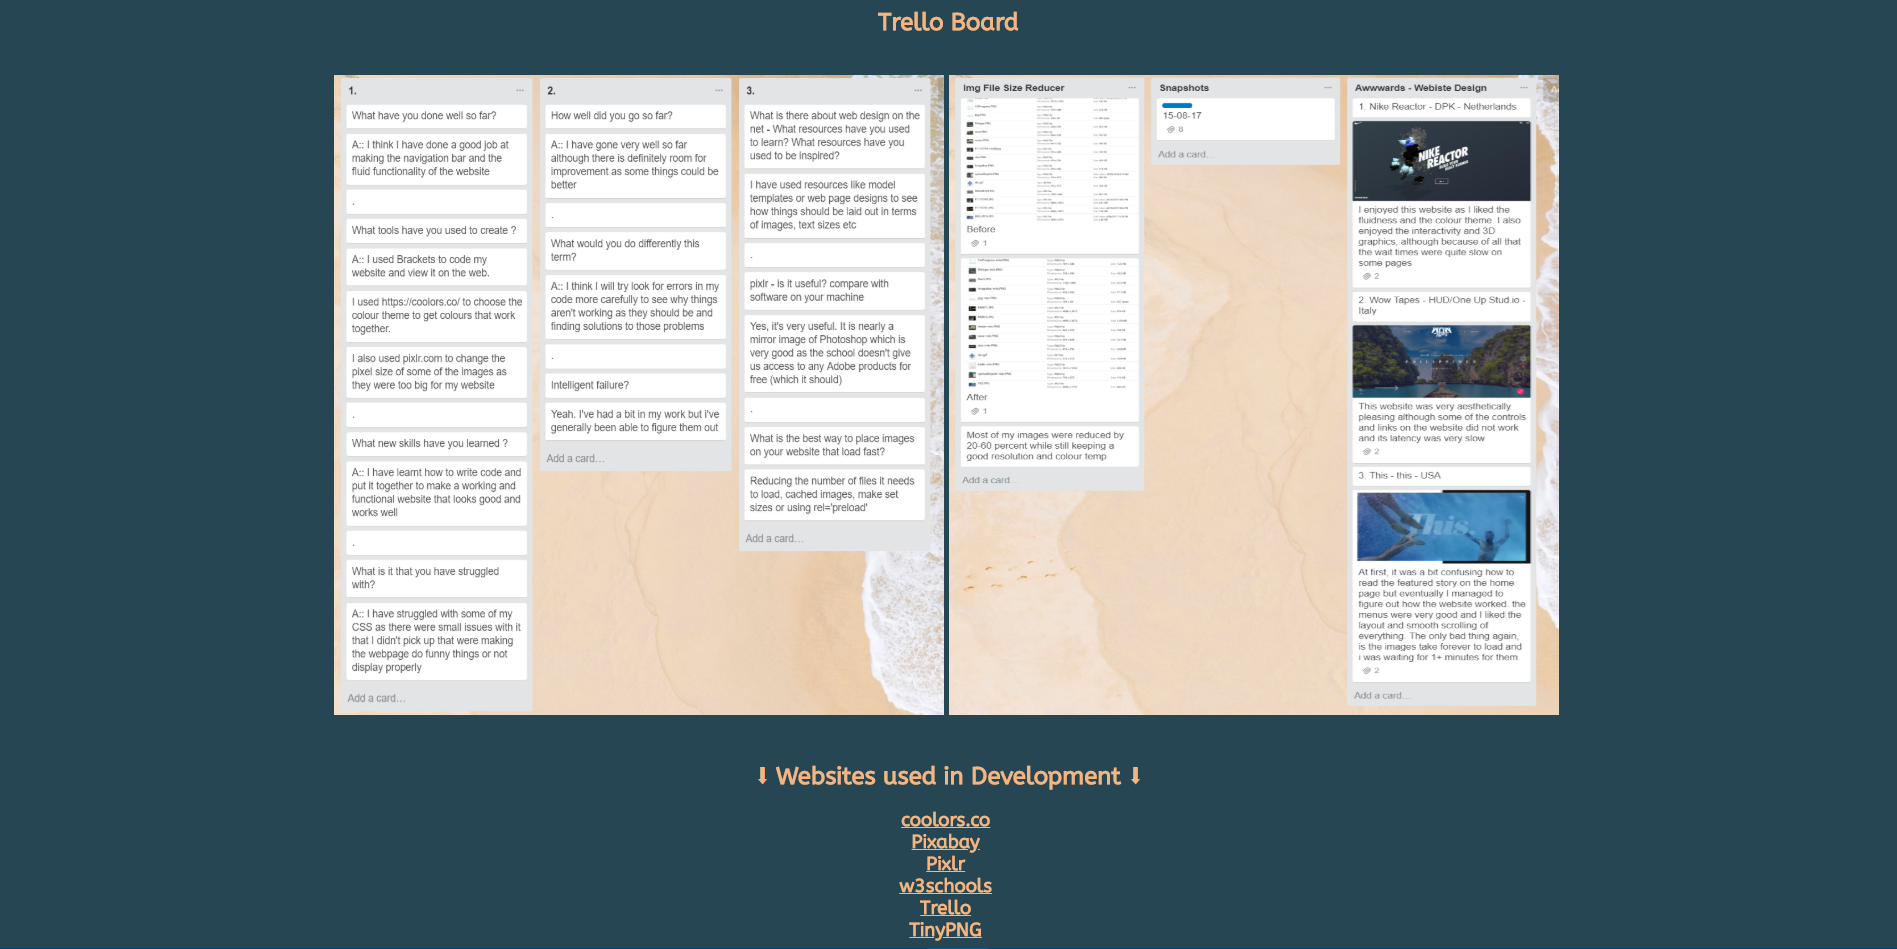 Trello Board
1.
What have you done well so far?
A:: I think I have done a good job at
making the navigation bar and the
fluid functionality of the website
.
What tools have you used to create ?
A:: I used Brackets to code my
website and view it on the web.
I used https://coolors.co/ to choose the
colour theme to get colours that work
together.
I also used pixlr.com to change the
pixel size of some of the images as
they were too big for my website
.
What new skills have you learned ?
A:: I have learnt how to write code and
put it together to make a working and
functional website that looks good and
works well
.
What is it that you have struggled
with?
A:: I have struggled with some of my
CSS as there were small issues with it
that I didn't pick up that were making
the webpage do funny things or not
display properly
Add a card…
2.
How well did you go so far?
A:: I have gone very well so far
although there is definitely room for
improvement as some things could be
better
.
What would you do differently this
term?
A:: I think I will try look for errors in my
code more carefully to see why things
aren't working as they should be and
finding solutions to those problems
.
Intelligent failure?
Yeah. I've had a bit in my work but i've
generally been able to figure them out
Add a card…
3.
What is there about web design on the
net - What resources have you used
to learn? What resources have you
used to be inspired?
I have used resources like model
templates or web page designs to see
how things should be laid out in terms
of images, text sizes etc
.
pixlr - is it useful? compare with
software on your machine
Yes, it's very useful. It is nearly a
mirror image of Photoshop which is
very good as the school doesn't give
us access to any Adobe products for
free (which it should)
.
What is the best way to place images
on your website that load fast?
Reducing the number of files it needs
to load, cached images, make set
sizes or using rel='preload'
Add a card…
Img File Size Reducer
Before
1
After
1
Most of my images were reduced by
20-60 percent while still keeping a
good resolution and colour temp
Add a card…
Snapshots
15-08-17
8
Add a card…
Awwwards - Webiste Design
1. Nike Reactor - DPK - Netherlands
NIKE
REACTOR
I enjoyed this website as I liked the
fluidness and the colour theme. I also
enjoyed the interactivity and 3D
graphics, although because of all that
the wait times were quite slow on
some pages
2
2. Wow Tapes - HUD/One Up Stud.io -
Italy
PHILIPPINES
This website was very aesthetically
pleasing although some of the controls
and links on the website did not work
and its latency was very slow
2
3. This - this - USA
This.
At first, it was a bit confusing how to
read the featured story on the home
page but eventually I managed to
figure out how the website worked. the
menus were very good and I liked the
layout and smooth scrolling of
everything. The only bad thing again,
is the images take forever to load and
i was waiting for 1+ minutes for them.
2
Add a card…
⬇ Websites used in Development ⬇
coolors.co
Pixabay
Pixlr
w3schools
Trello
TinyPNG